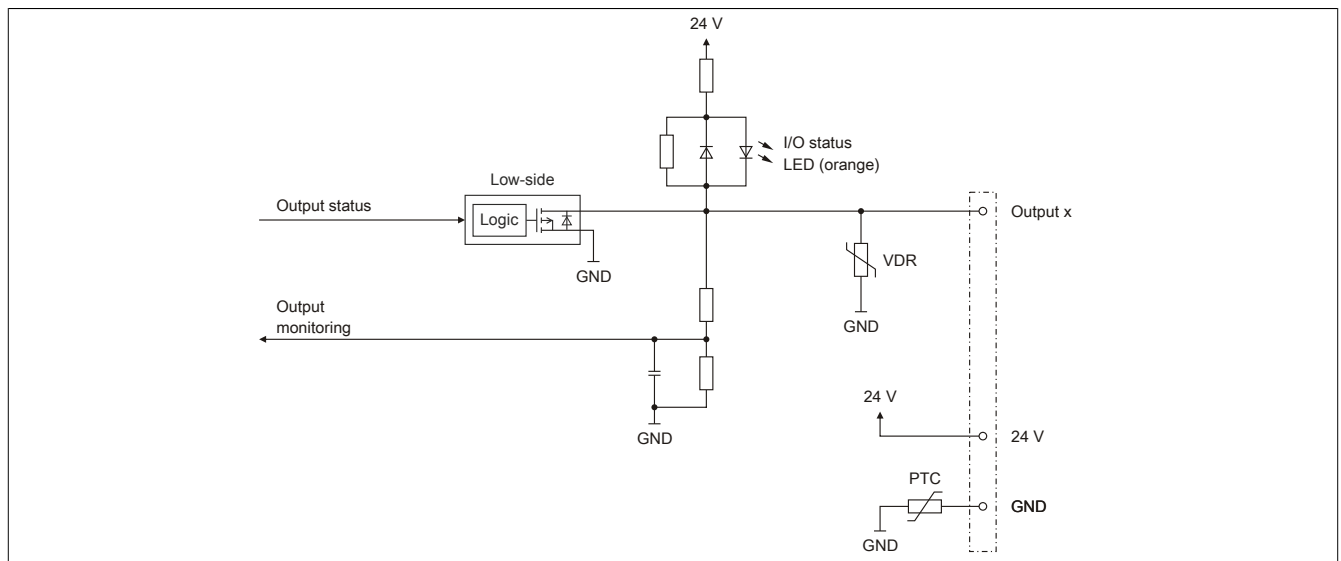 24 V
I/O status
LED (orange)
Low-side
Output status
Logic
Output x
GND
VDR
Output
monitoring
GND
24 V
GND
24 V
PTC
GND
GND